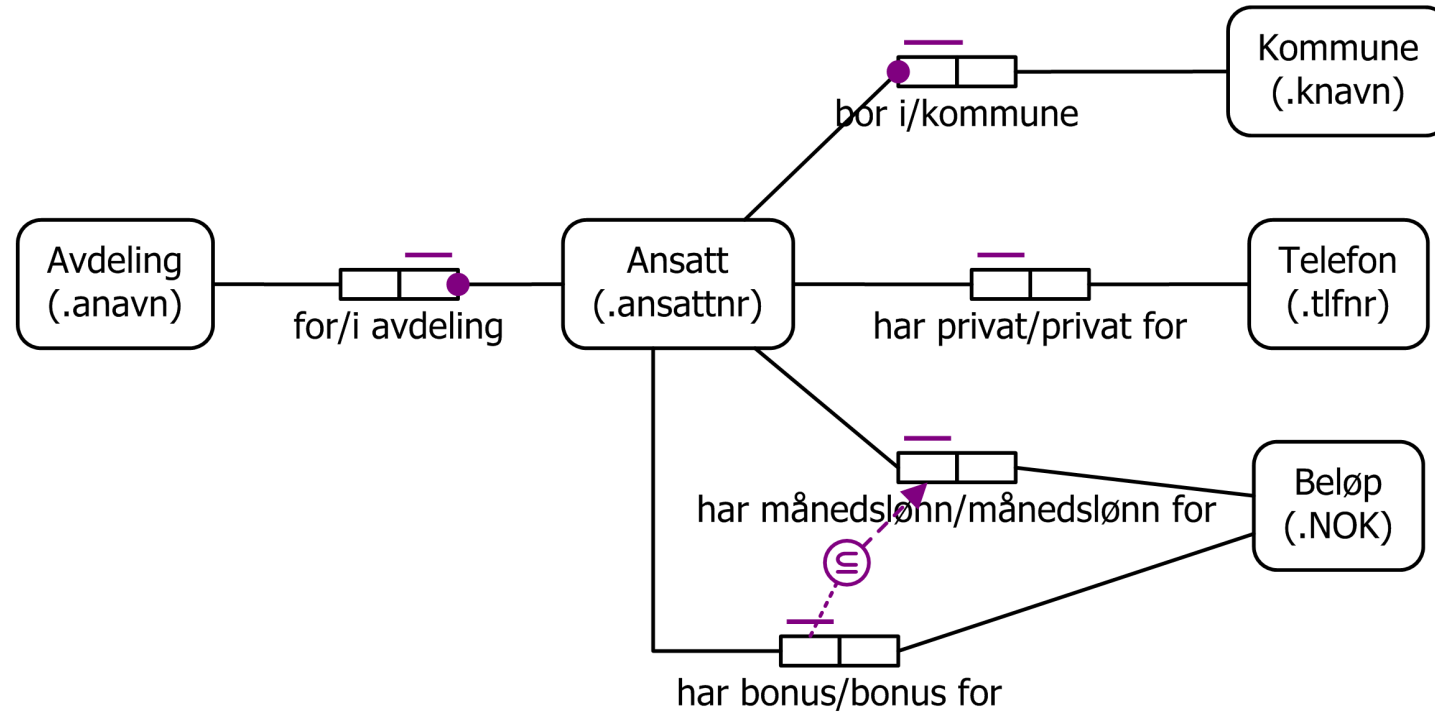 Kommune
(.knavn)
bor i/kommune
Avdeling
(.anavn)
for/i avdeling
Ansatt
(.ansattnr)
har privat/privat for
Telefon
(.tlfnr)
har månedslønn/månedslønn for
Beløp
(.NOK)
⊆
har bonus/bonus for